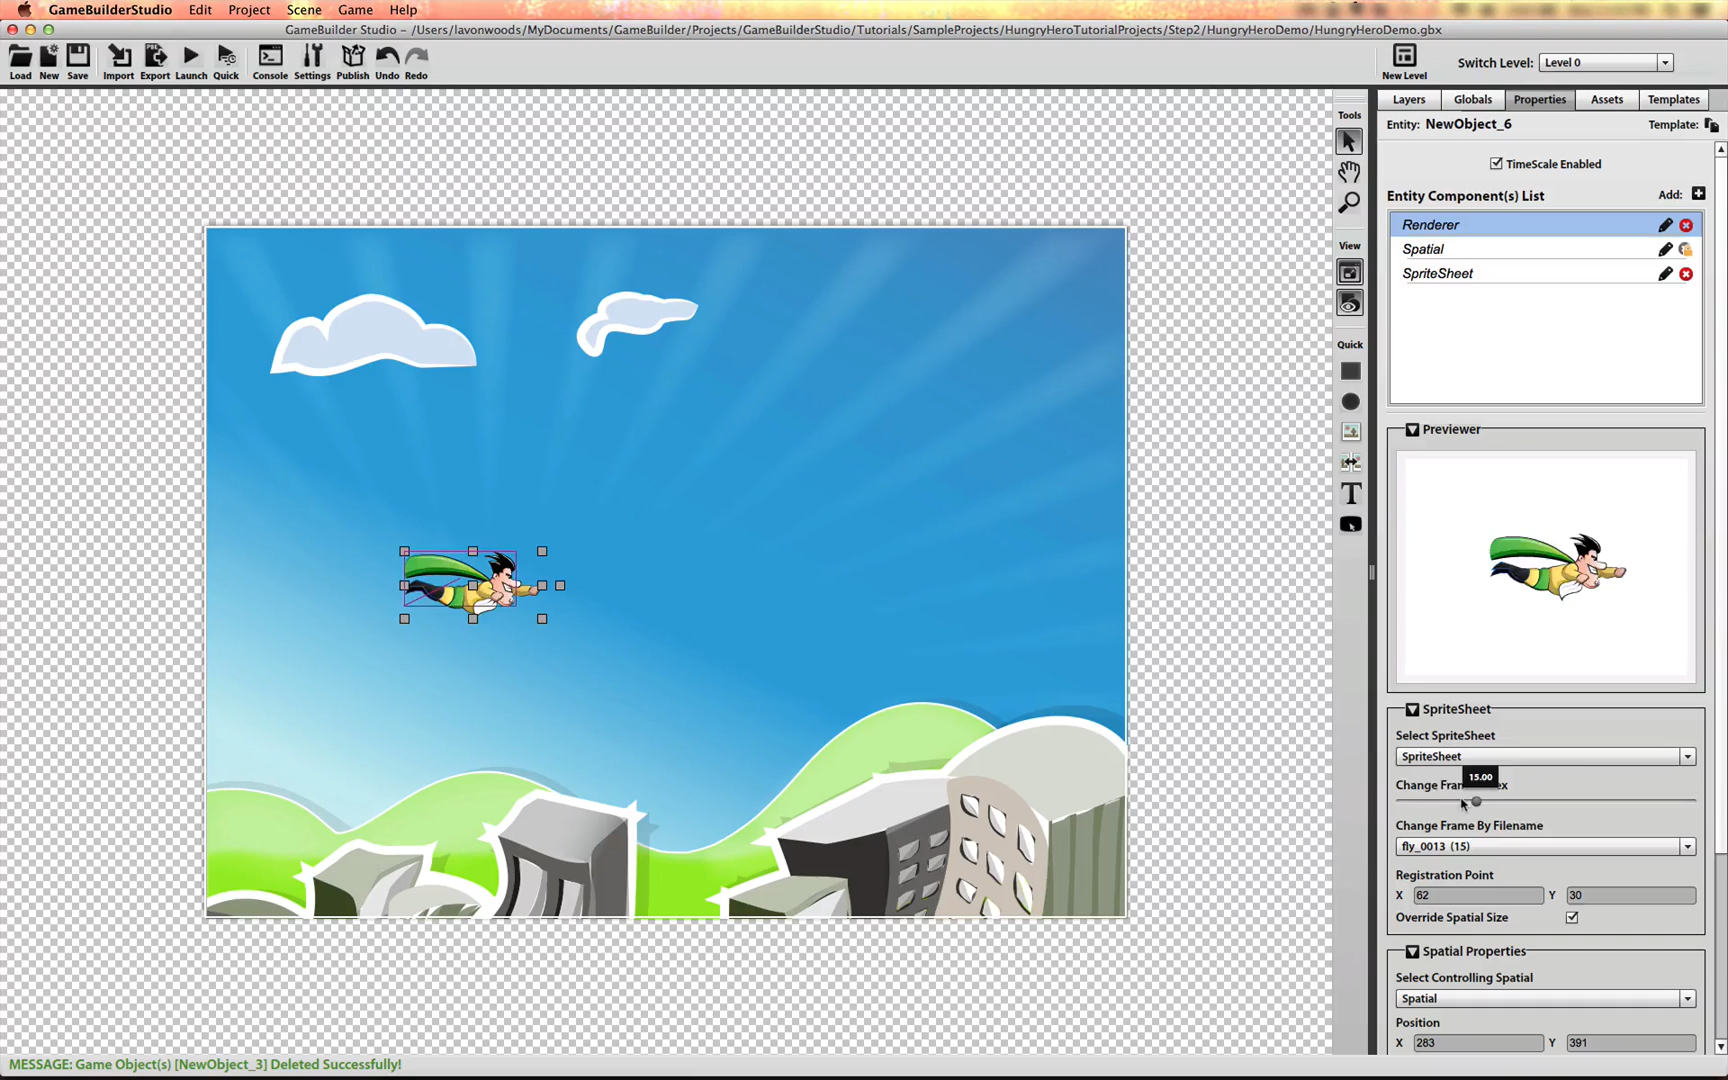 GameBuilderStudio Edit Project Scene Game Help
GameBuilder Studio – /Users/lavonwoods/MyDocuments/GameBuilder/Projects/GameBuilderStudio/Tutorials/SampleProjects/HungryHeroTutorialProjects/Step2/HungryHeroDemo/HungryHeroDemo.gbx
Load New Save Import Export Launch Quick Console Settings Publish Undo Redo New Level Switch Level: Level 0
Tools
View
Quick
T
Layers Globals Properties Assets Templates
Entity: NewObject_6 Template:
TimeScale Enabled
Entity Component(s) List Add:
Renderer
Spatial
SpriteSheet
Previewer
SpriteSheet
Select SpriteSheet
SpriteSheet
15.00
Change Fra ex
Change Frame By Filename
fly_0013 (15)
Registration Point
X 62 Y 30
Override Spatial Size
Spatial Properties
Select Controlling Spatial
Spatial
Position
X 283 Y 391
MESSAGE: Game Object(s) [NewObject_3] Deleted Successfully!